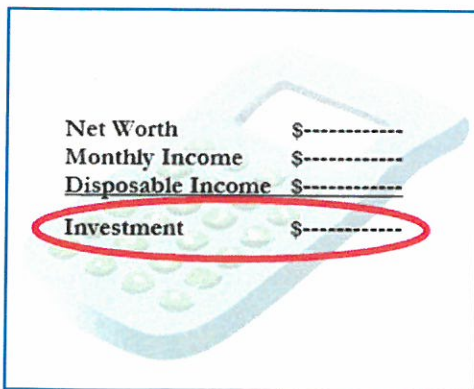 Net Worth $------------
Monthly Income $------------
Disposable Income $------------
Investment $------------